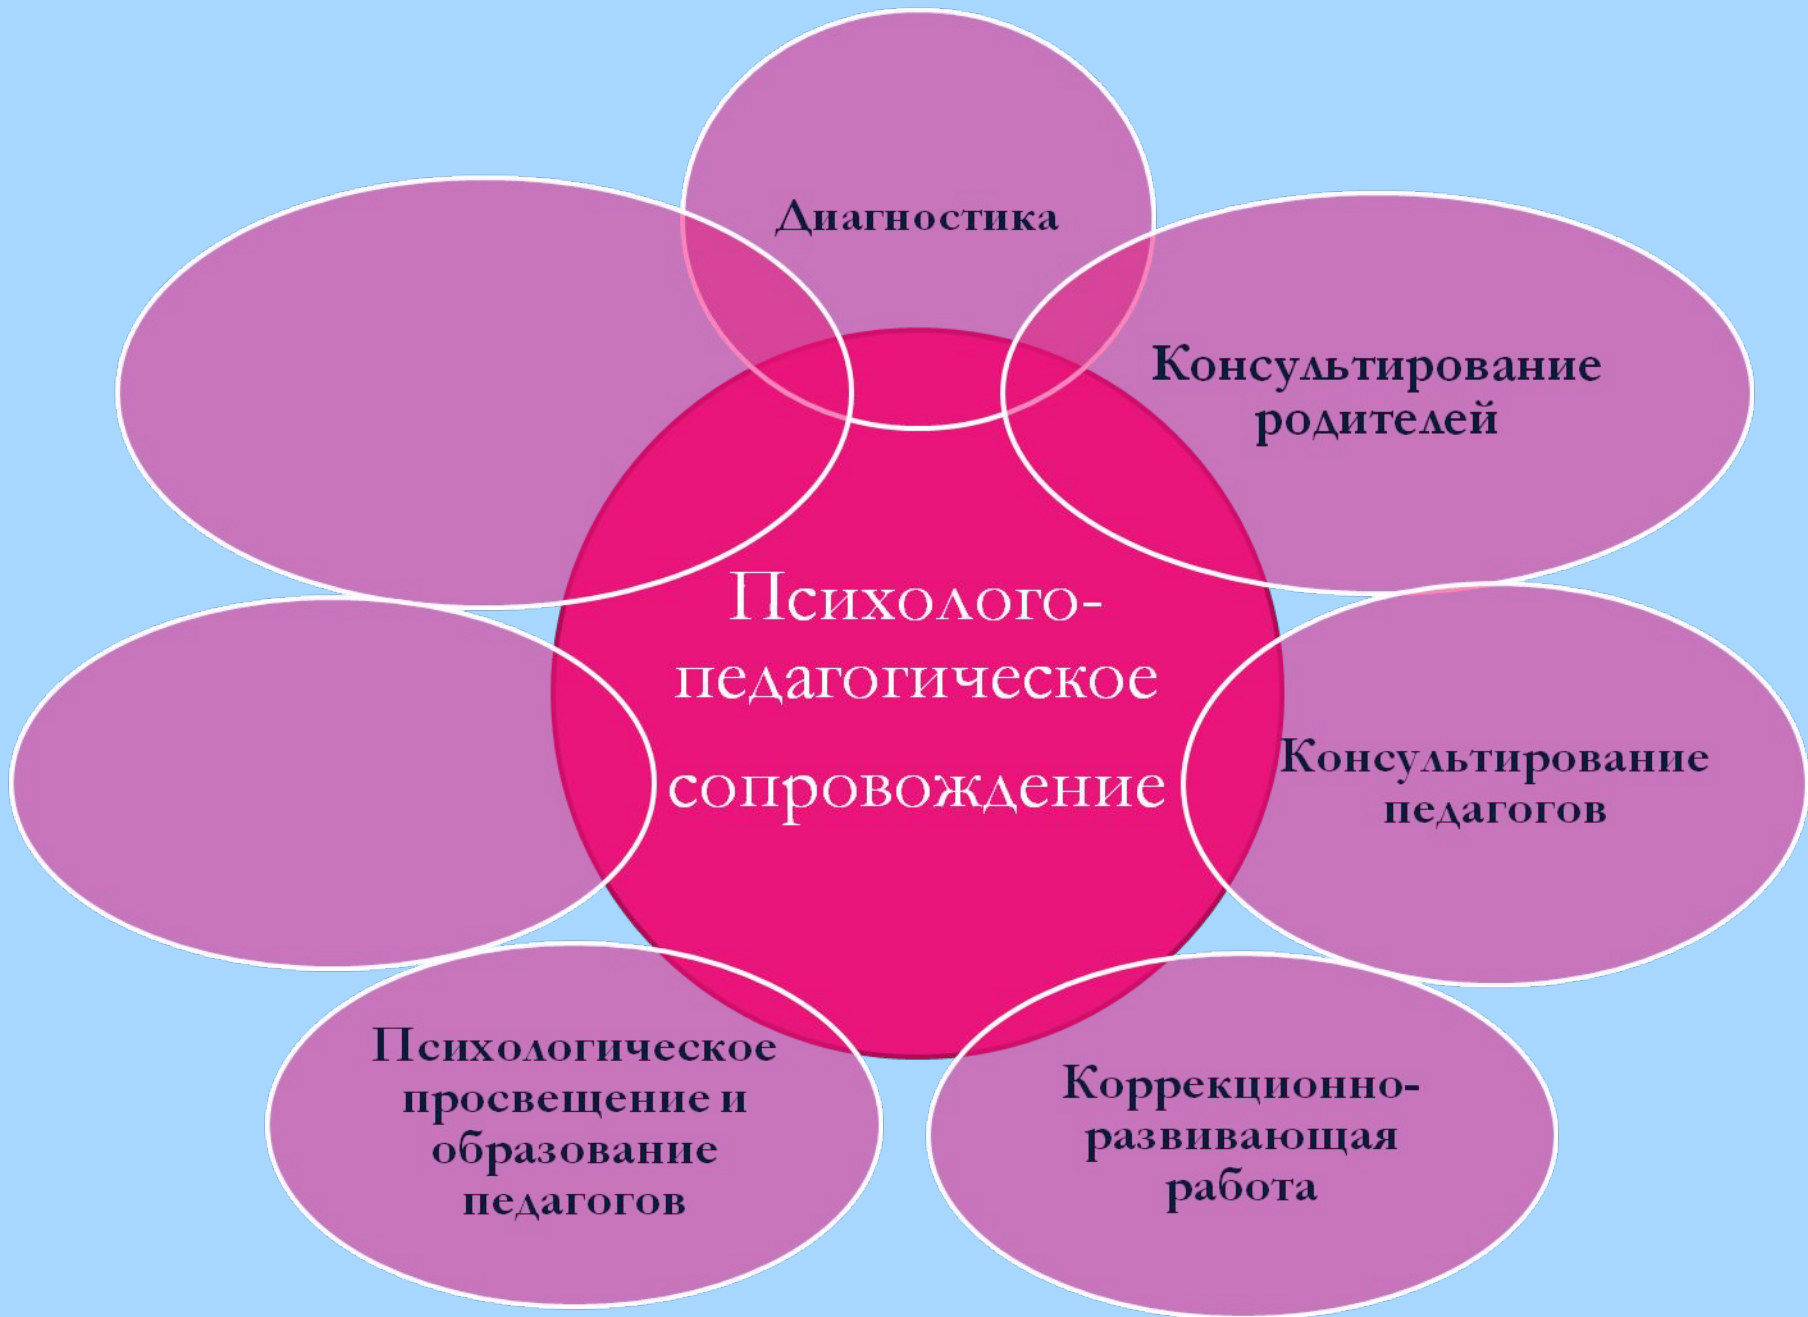 Диагностика
Консультирование
родителей
Психолого-
педагогическое
сопровождение
Консультирование
педагогов
Психологическое
просвещение и
образование
педагогов
Коррекционно-
развивающая
работа